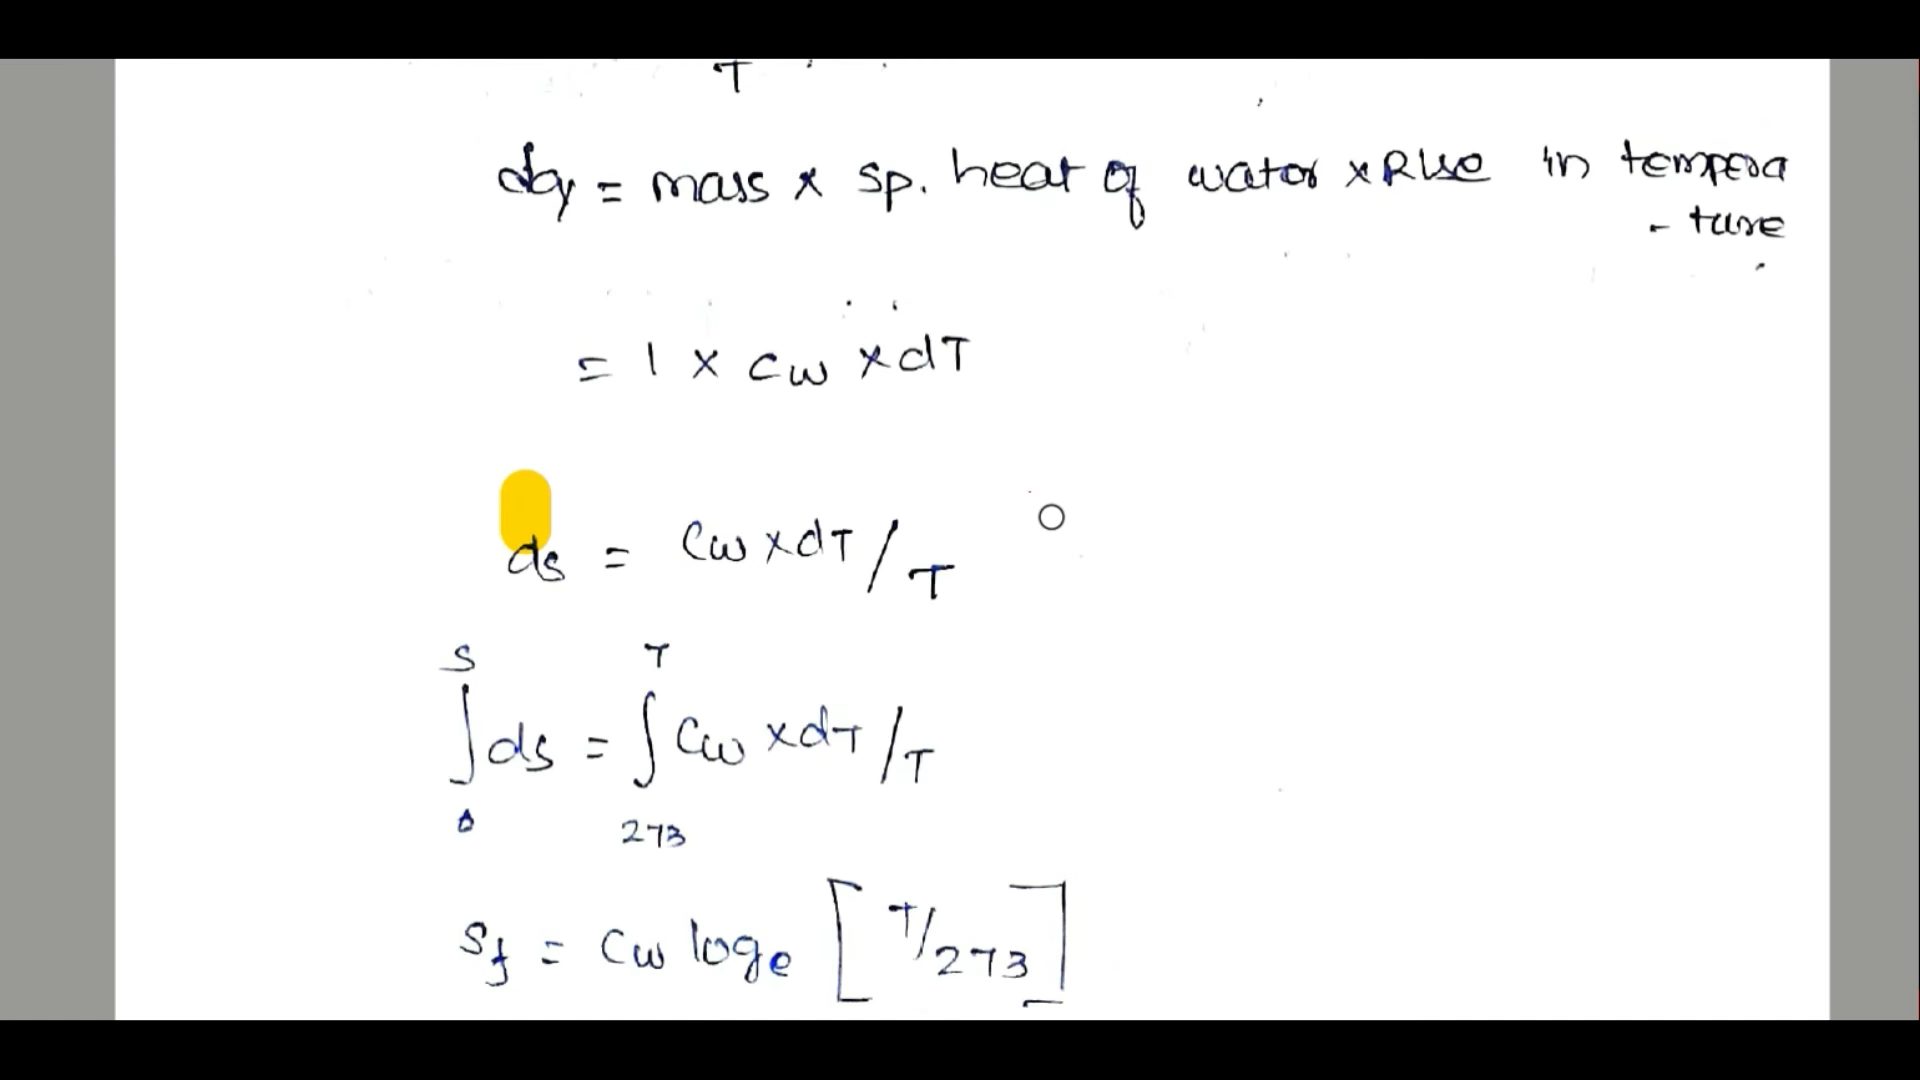 T
dq = mass x sp. heat of water x Rise in tempera
- ture
= 1 x Cw x dT
ds = Cw x dT / T
S T
∫ ds = ∫ Cw x dT / T
0 273
Sf = Cw loge [ T/273 ]